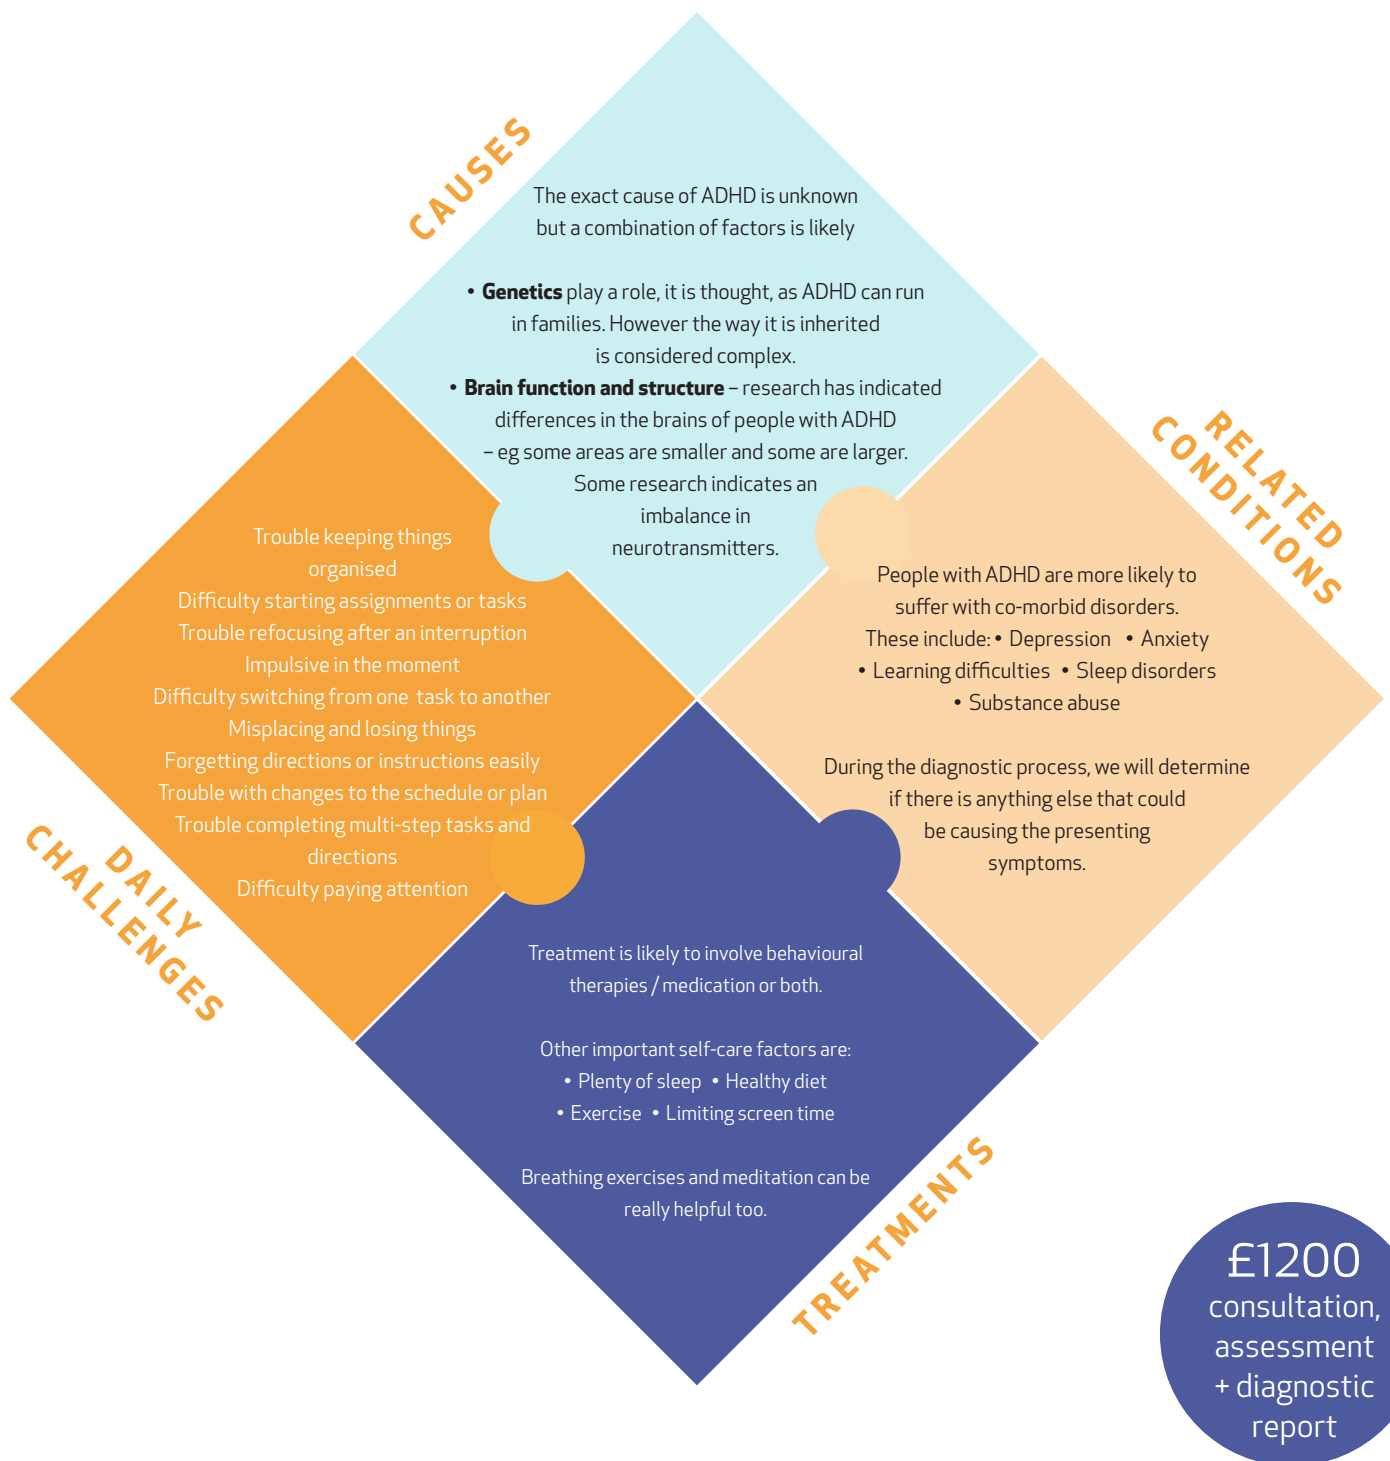 CAUSES
The exact cause of ADHD is unknown
but a combination of factors is likely
• Genetics play a role, it is thought, as ADHD can run
in families. However the way it is inherited
is considered complex.
• Brain function and structure – research has indicated
differences in the brains of people with ADHD
– eg some areas are smaller and some are larger.
Some research indicates an
imbalance in
neurotransmitters.
RELATED
CONDITIONS
People with ADHD are more likely to
suffer with co-morbid disorders.
These include: • Depression • Anxiety
• Learning difficulties • Sleep disorders
• Substance abuse
During the diagnostic process, we will determine
if there is anything else that could
be causing the presenting
symptoms.
DAILY
CHALLENGES
Trouble keeping things
organised
Difficulty starting assignments or tasks
Trouble refocusing after an interruption
Impulsive in the moment
Difficulty switching from one task to another
Misplacing and losing things
Forgetting directions or instructions easily
Trouble with changes to the schedule or plan
Trouble completing multi-step tasks and
directions
Difficulty paying attention
TREATMENTS
Treatment is likely to involve behavioural
therapies / medication or both.
Other important self-care factors are:
• Plenty of sleep • Healthy diet
• Exercise • Limiting screen time
Breathing exercises and meditation can be
really helpful too.
£1200
consultation,
assessment
+ diagnostic
report